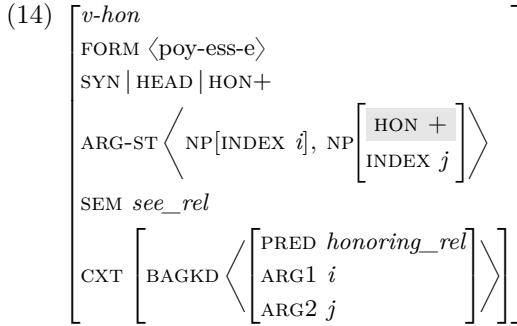 (14)
v-hon
FORM ⟨poy-ess-e⟩
SYN | HEAD | HON+
ARG-ST ⟨ NP[INDEX i], NP [ HON +
INDEX j ] ⟩
SEM see_rel
CXT [ BAGKD ⟨ [ PRED honoring_rel
ARG1 i
ARG2 j ] ⟩ ]